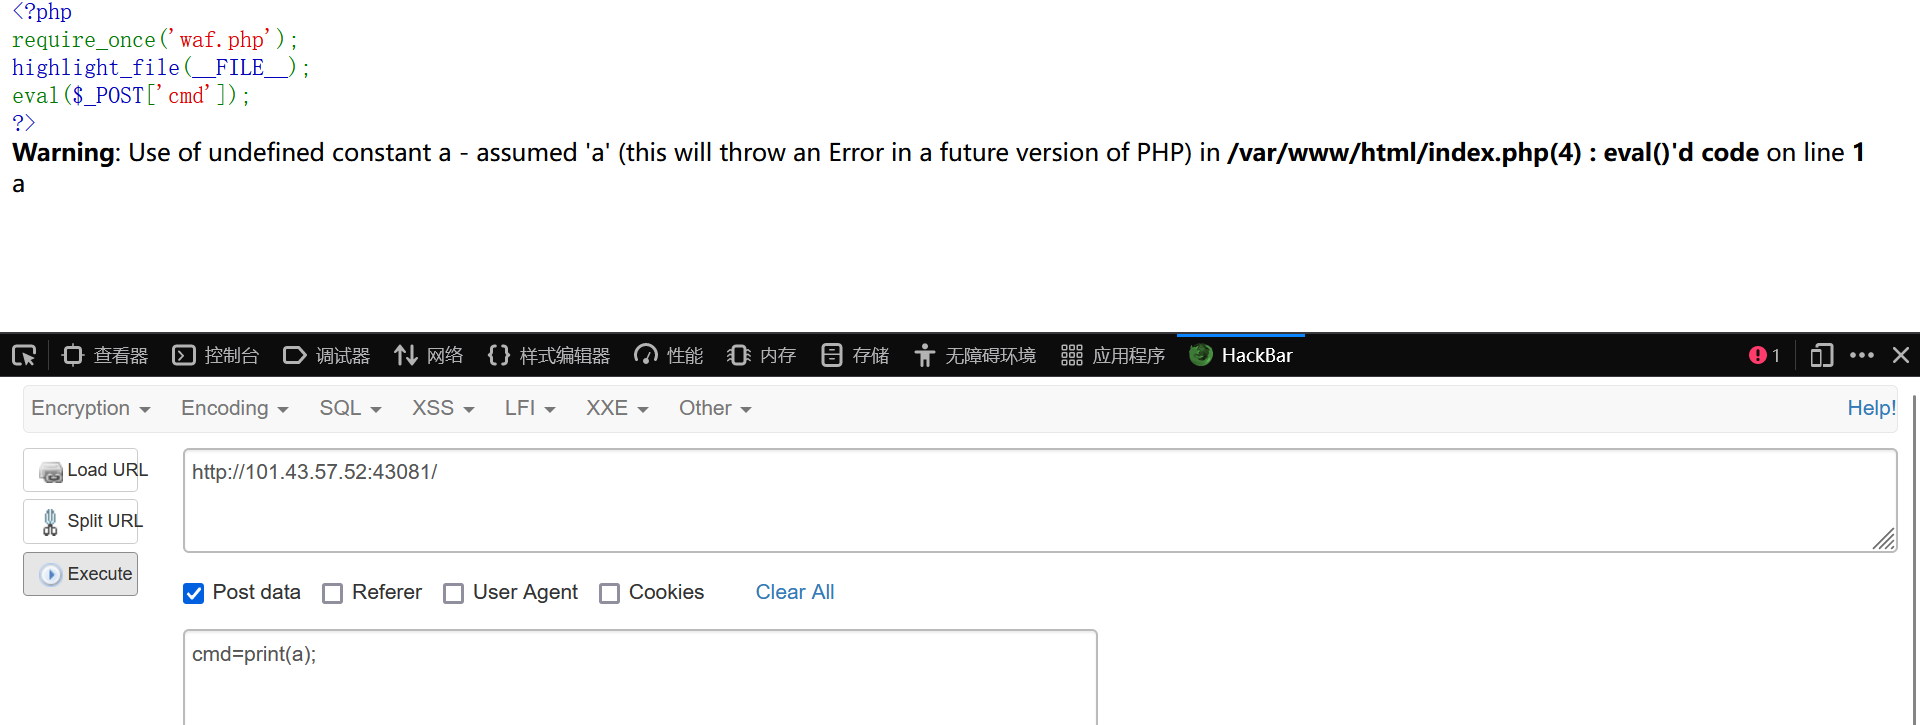 <?php
require_once('waf.php');
highlight_file(__FILE__);
eval($_POST['cmd']);
?>
Warning: Use of undefined constant a - assumed 'a' (this will throw an Error in a future version of PHP) in /var/www/html/index.php(4) : eval()'d code on line 1
a
查看器 控制台 调试器 网络 样式编辑器 性能 内存 存储 无障碍环境 应用程序 HackBar 1
Encryption Encoding SQL XSS LFI XXE Other Help!
Load URL http://101.43.57.52:43081/
Split URL
Execute
Post data Referer User Agent Cookies Clear All
cmd=print(a);